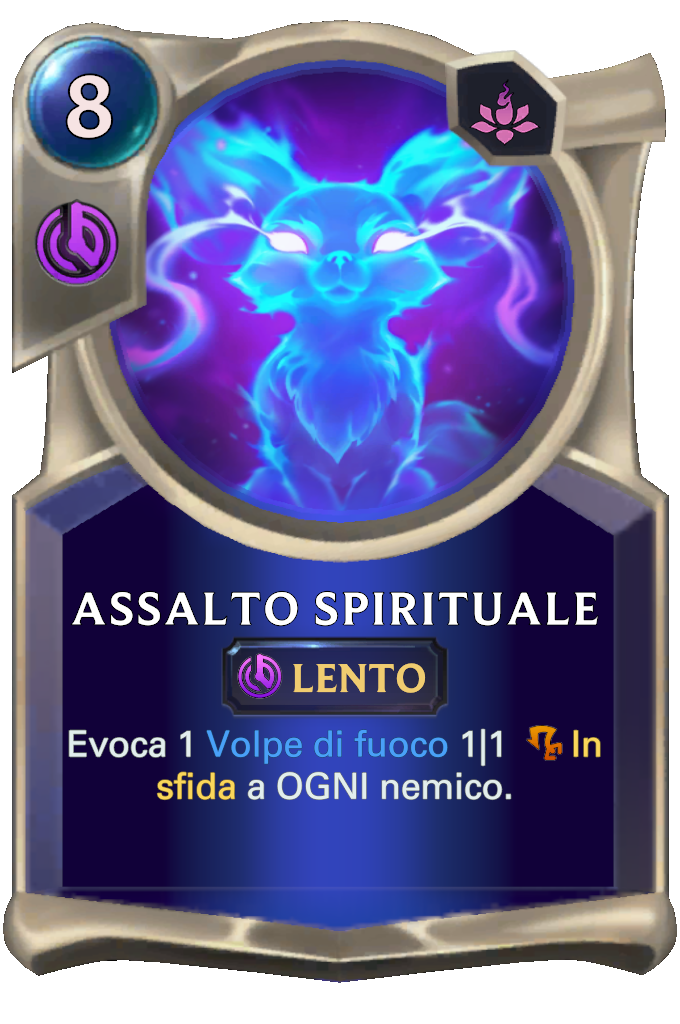 8
ASSALTO SPIRITUALE
LENTO
Evoca 1 Volpe di fuoco 1|1 In
sfida a OGNI nemico.